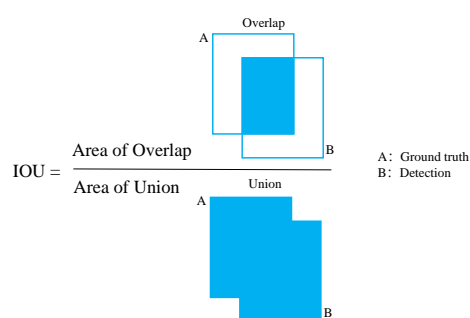 Overlap
A
B
IOU =
Area of Overlap
Area of Union
Union
A
B
A：Ground truth
B：Detection